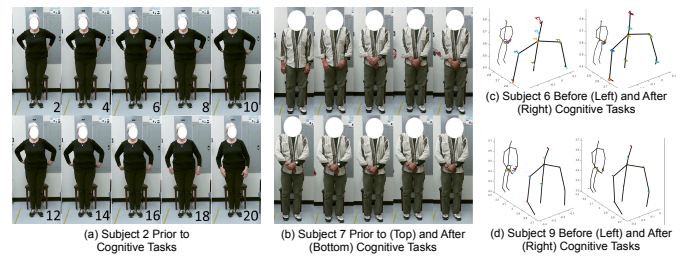 2 4 6 8 10
12 14 16 18 20
(a) Subject 2 Prior to
Cognitive Tasks
(b) Subject 7 Prior to (Top) and After
(Bottom) Cognitive Tasks
(c) Subject 6 Before (Left) and After
(Right) Cognitive Tasks
(d) Subject 9 Before (Left) and After
(Right) Cognitive Tasks